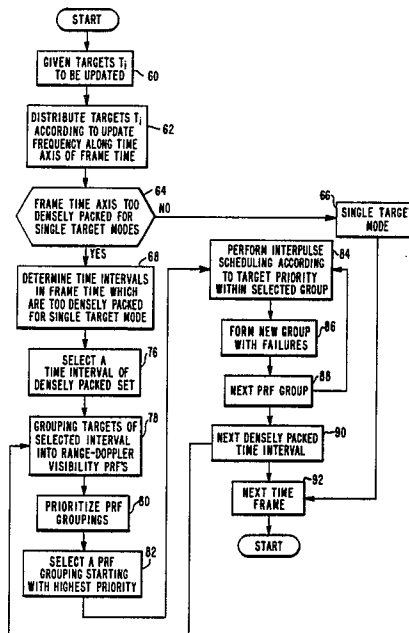 START
GIVEN TARGETS Ti
TO BE UPDATED
60
DISTRIBUTE TARGETS Ti
ACCORDING TO UPDATE
FREQUENCY ALONG TIME
AXIS OF FRAME TIME
62
64
FRAME TIME AXIS TOO
DENSELY PACKED FOR
SINGLE TARGET MODES
NO
YES
66
SINGLE TARGET
MODE
68
DETERMINE TIME INTERVALS
IN FRAME TIME WHICH
ARE TOO DENSELY PACKED
FOR SINGLE TARGET MODE
76
SELECT A
TIME INTERVAL OF
DENSELY PACKED SET
78
GROUPING TARGETS OF
SELECTED INTERVAL
INTO RANGE-DOPPLER
VISIBILITY PRF'S
80
PRIORITIZE PRF
GROUPINGS
82
SELECT A PRF
GROUPING STARTING
WITH HIGHEST PRIORITY
84
PERFORM INTERPULSE
SCHEDULING ACCORDING
TO TARGET PRIORITY
WITHIN SELECTED GROUP
86
FORM NEW GROUP
WITH FAILURES
88
NEXT PRF GROUP
90
NEXT DENSELY PACKED
TIME INTERVAL
92
NEXT TIME
FRAME
START